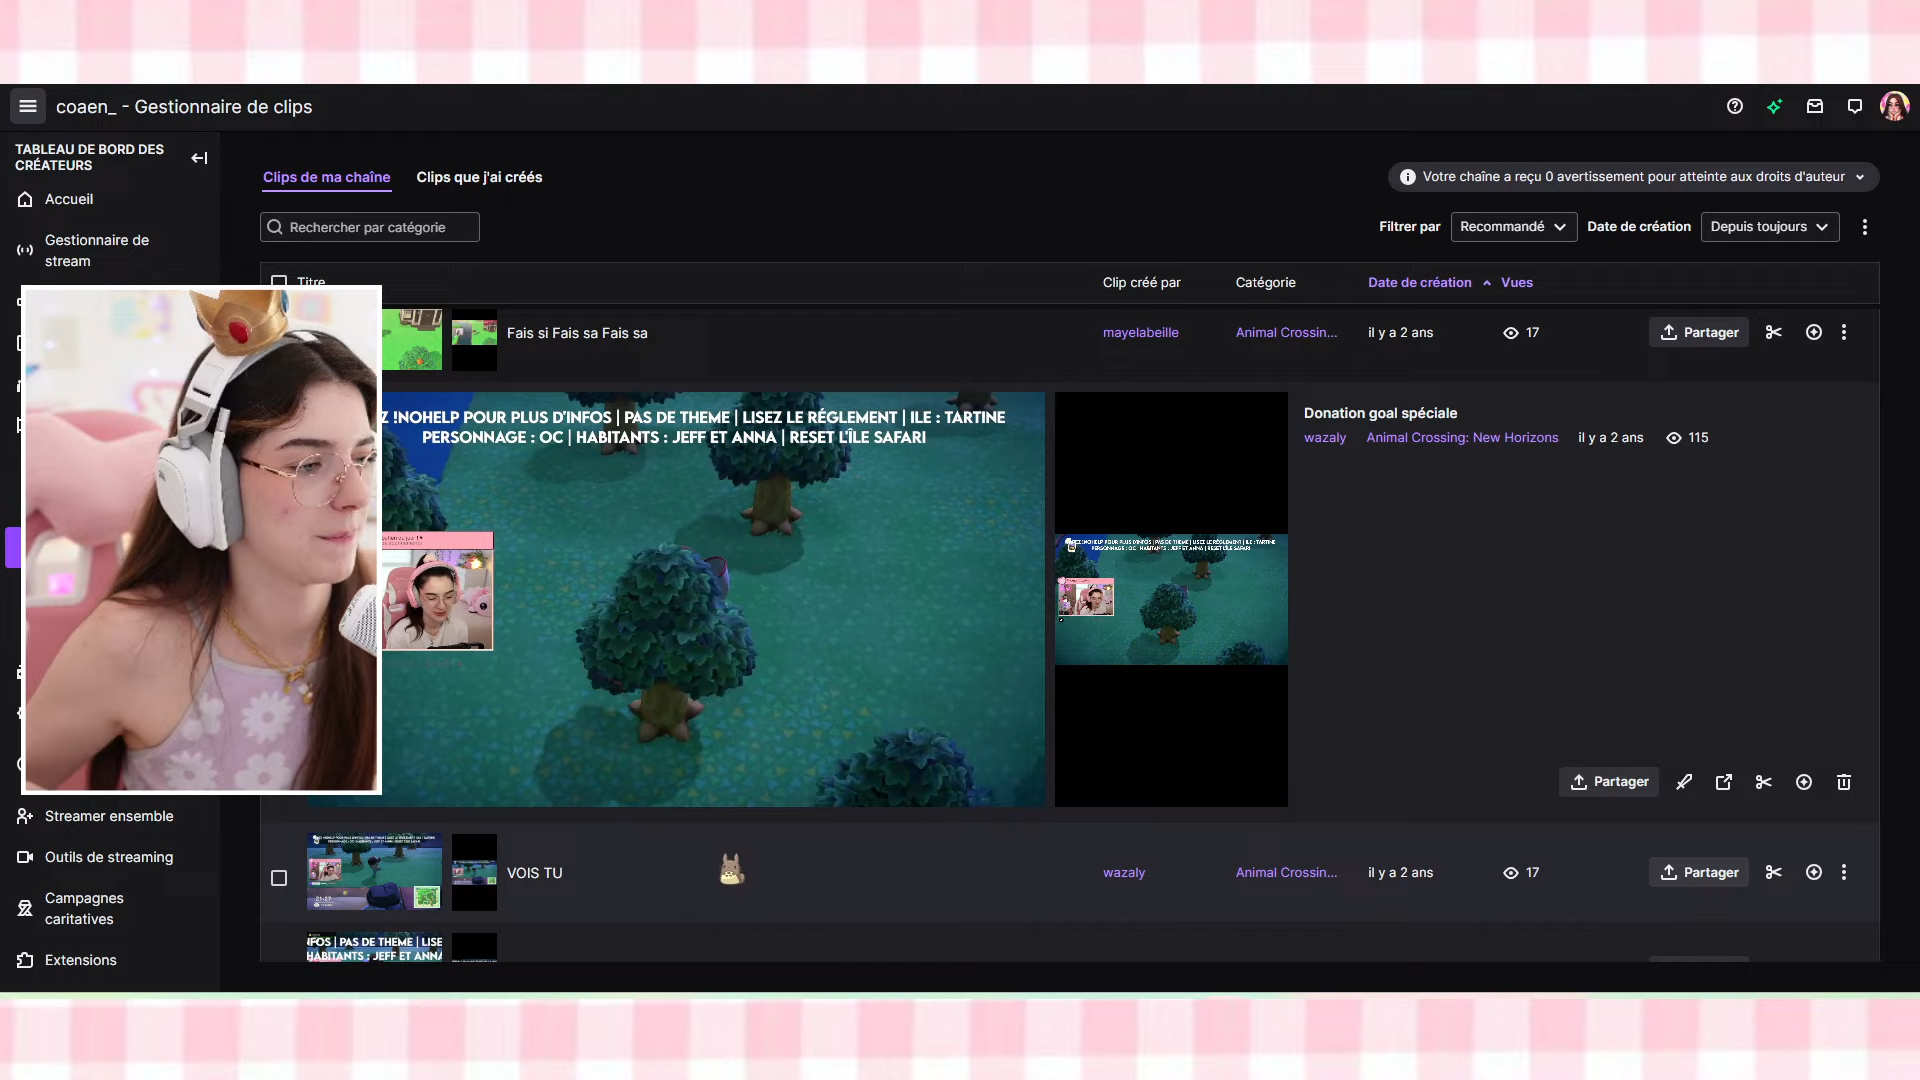 coaen_ - Gestionnaire de clips
TABLEAU DE BORD DES
CRÉATEURS
Accueil
Gestionnaire de
stream
Streamer ensemble
Outils de streaming
Campagnes
caritatives
Extensions
Clips de ma chaîne
Clips que j'ai créés
Votre chaîne a reçu 0 avertissement pour atteinte aux droits d'auteur
Rechercher par catégorie
Filtrer par
Recommandé
Date de création
Depuis toujours
Titre
Clip créé par
Catégorie
Date de création
Vues
Fais si Fais sa Fais sa
mayelabeille
Animal Crossin...
il y a 2 ans
17
Partager
Z !NOHELP POUR PLUS D'INFOS | PAS DE THEME | LISEZ LE RÉGLEMENT | ILE : TARTINE
PERSONNAGE : OC | HABITANTS : JEFF ET ANNA | RESET L'ÎLE SAFARI
Donation goal spéciale
wazaly
Animal Crossing: New Horizons
il y a 2 ans
115
Partager
VOIS TU
wazaly
Animal Crossin...
il y a 2 ans
17
Partager
21:27
NFOS | PAS DE THEME | LISE
HABITANTS : JEFF ET ANNA